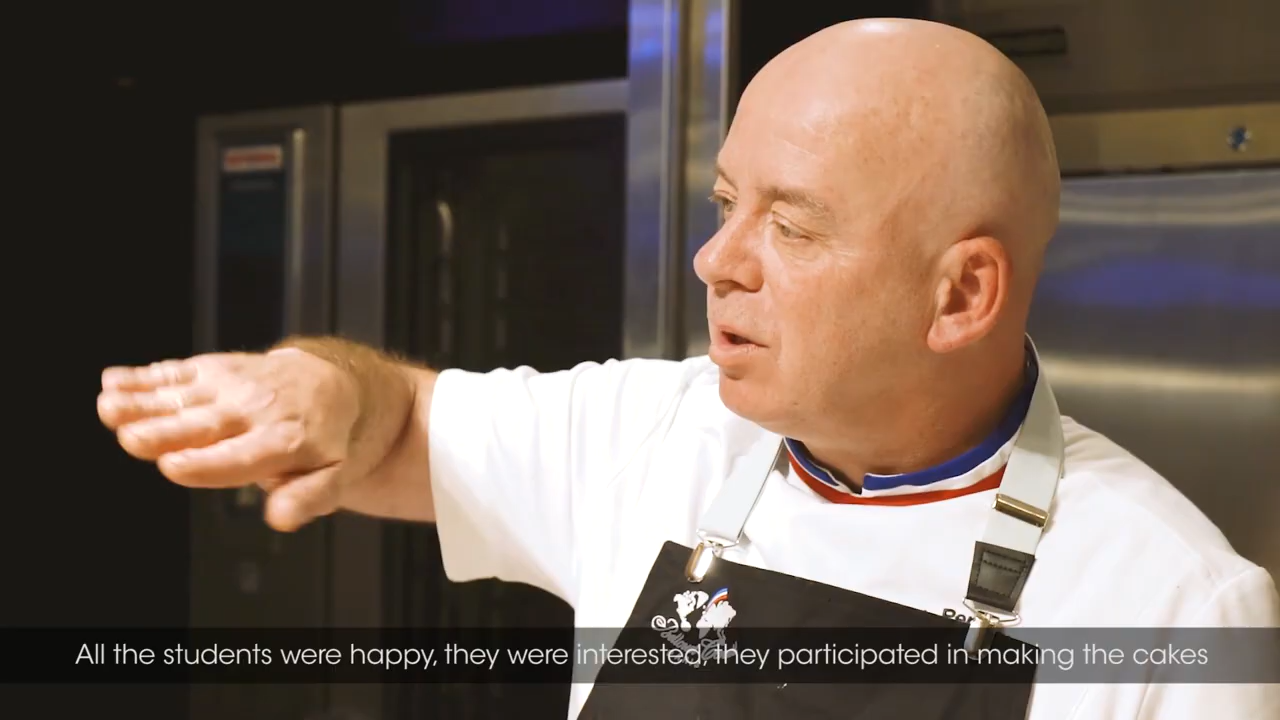 All the students were happy, they were interested, they participated in making the cakes